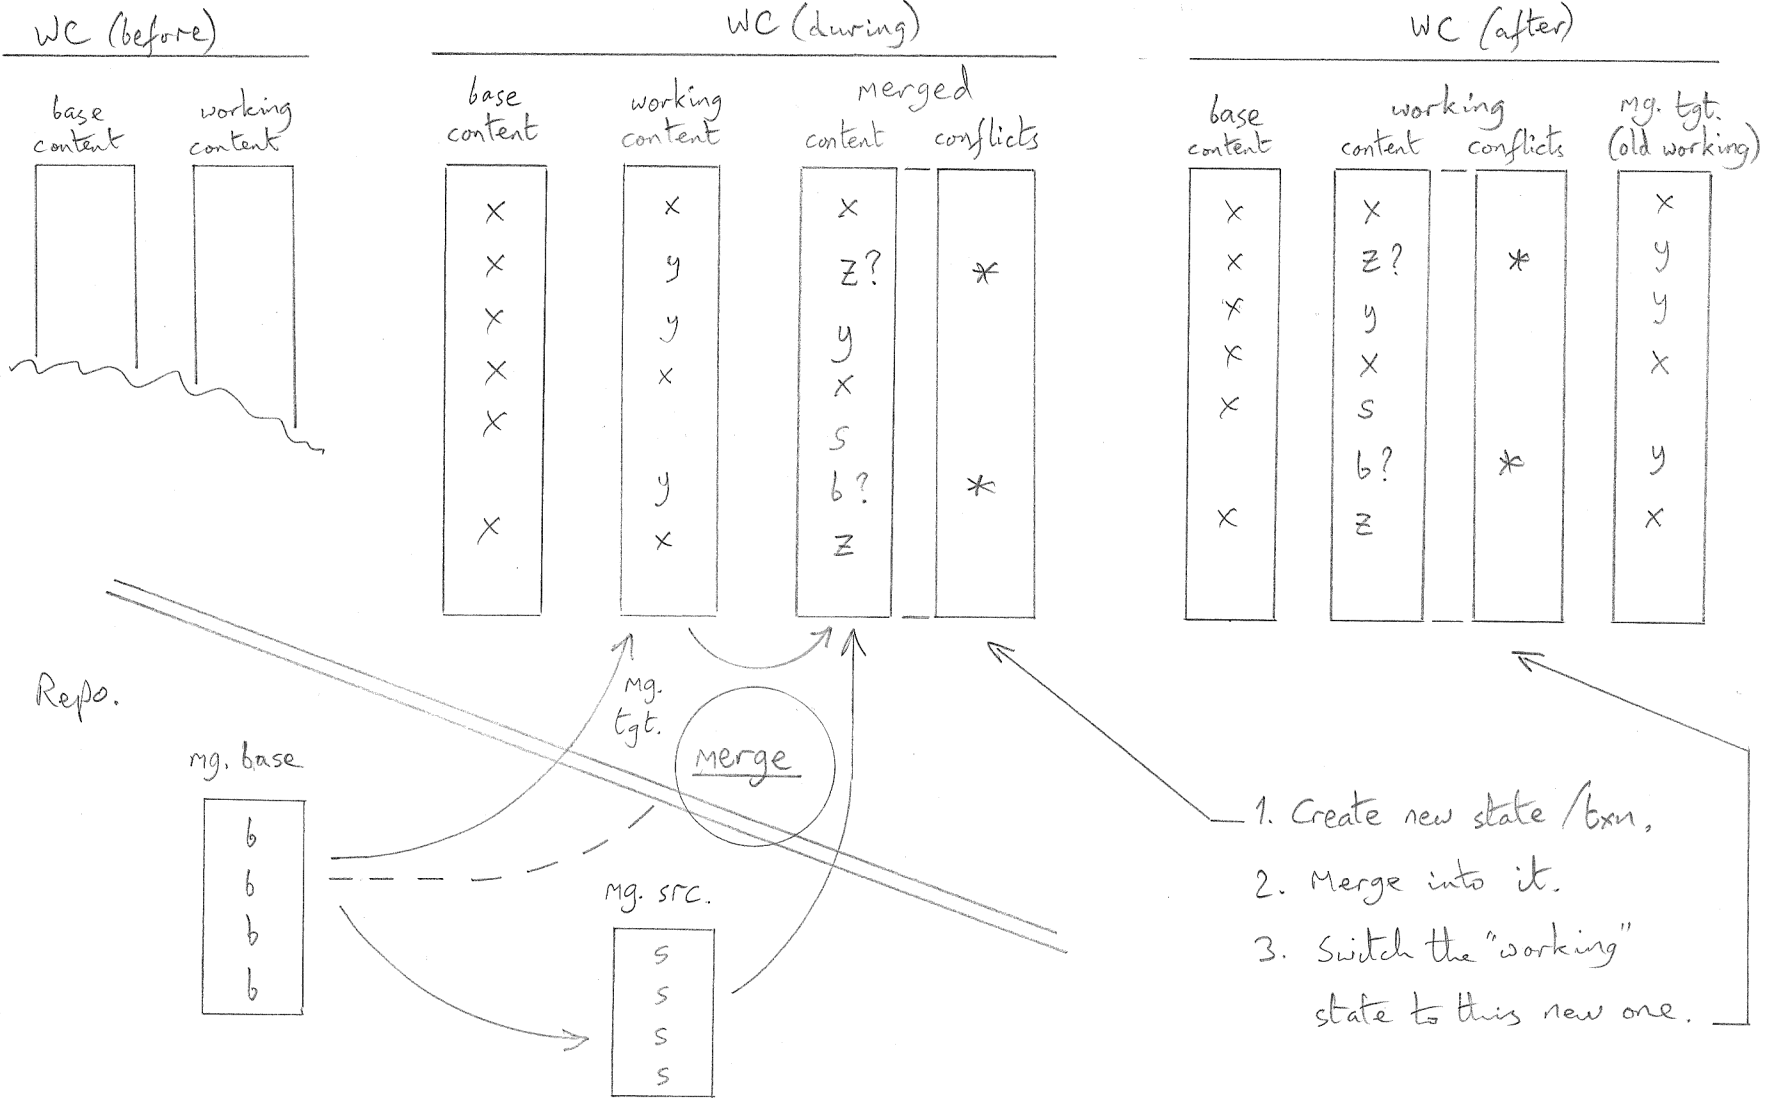 WC (before)
base
content
working
content
WC (during)
base
content
working
content
merged
content
conflicts
x
x
x
x
x
x
x
y
y
x
y
x
x
z?
y
x
s
b?
z
*
*
WC (after)
base
content
working
content
conflicts
mg. tgt.
(old working)
x
x
x
x
x
x
x
z?
y
x
s
b?
z
*
*
x
y
y
x
y
x
Repo.
mg. base
b
b
b
b
mg.
tgt.
merge
mg. src.
s
s
s
s
1. Create new state / txn.
2. Merge into it.
3. Switch the "working"
state to this new one.